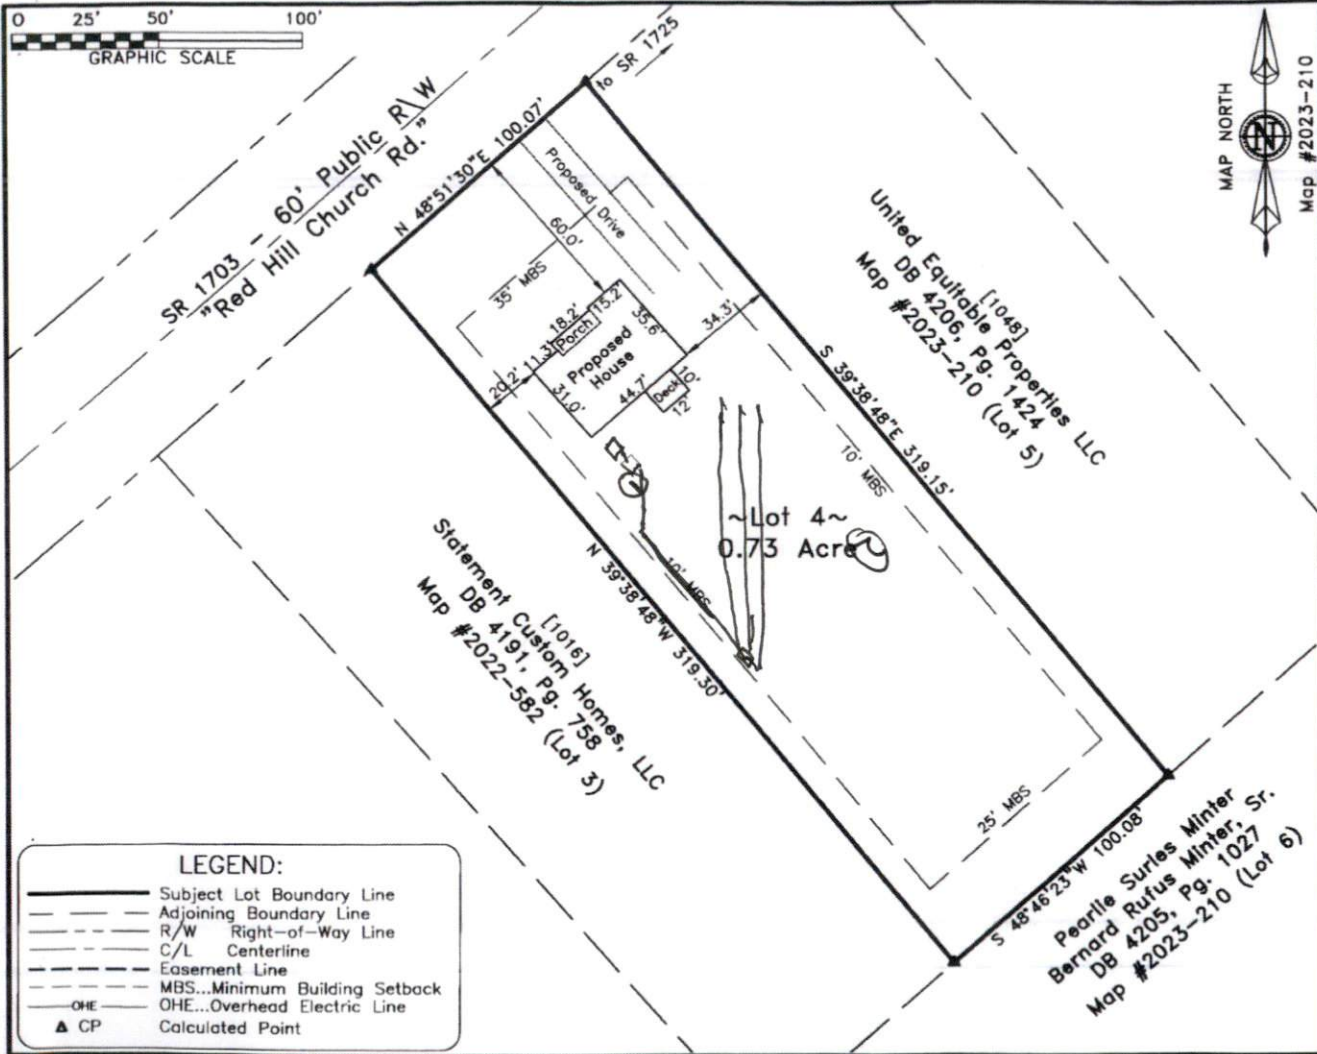 0 25' 50' 100'
GRAPHIC SCALE
to SR 1725
MAP NORTH
N
Map #2023-210
SR 1703 - 60' Public R\W
"Red Hill Church Rd."
N 48°51'30"E 100.07'
Proposed Drive
60.0'
35' MBS
20.2'
11.3'
18.2'
15.2'
Porch
35.6'
34.3'
Proposed
House
31.0'
44.7'
Deck
10'
12'
[1048]
United Equitable Properties LLC
DB 4206, Pg. 1424
Map #2023-210 (Lot 5)
S 39°38'48"E 319.15'
10' MBS
~Lot 4~
0.73 Acre
10' MBS
N 39°38'48"W 319.30'
[1016]
Statement Custom Homes, LLC
DB 4191, Pg. 758
Map #2022-582 (Lot 3)
25' MBS
S 48°46'23"W 100.08'
Pearlie Surles Minter
Bernard Rufus Minter, Sr.
DB 4205, Pg. 1027
Map #2023-210 (Lot 6)
LEGEND:
Subject Lot Boundary Line
Adjoining Boundary Line
R/W Right-of-Way Line
C/L Centerline
Easement Line
MBS...Minimum Building Setback
OHE OHE...Overhead Electric Line
▲ CP Calculated Point